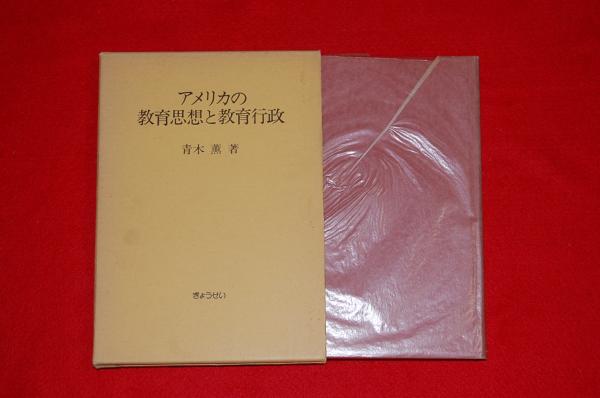 アメリカの
教育思想と教育行政
青木 薫 著
ぎょうせい